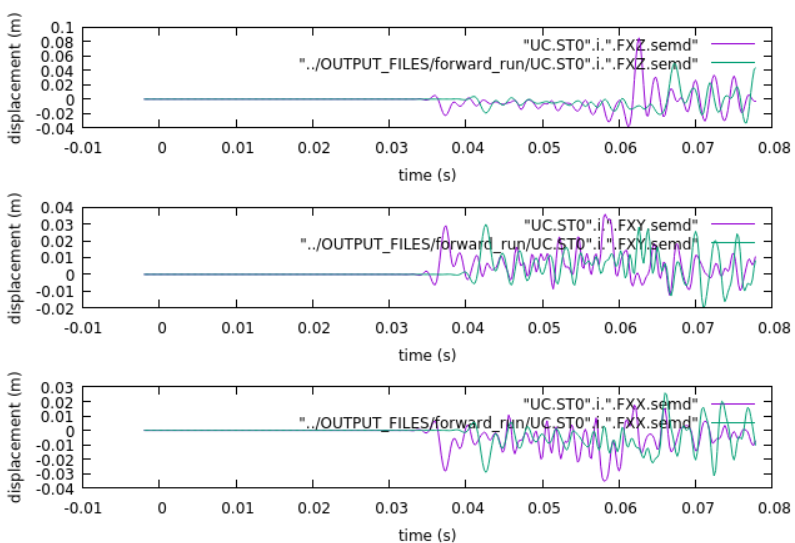 0.1
0.08
0.06
0.04
0.02
0
-0.02
-0.04
displacement (m)
"UC.ST0".i.".FXZ.semd"
"../OUTPUT_FILES/forward_run/UC.ST0".i.".FXZ.semd"
-0.01 0 0.01 0.02 0.03 0.04 0.05 0.06 0.07 0.08
time (s)
0.04
0.03
0.02
0.01
0
-0.01
-0.02
displacement (m)
"UC.ST0".i.".FXY.semd"
"../OUTPUT_FILES/forward_run/UC.ST0".i.".FXY.semd"
-0.01 0 0.01 0.02 0.03 0.04 0.05 0.06 0.07 0.08
time (s)
0.03
0.02
0.01
0
-0.01
-0.02
-0.03
-0.04
displacement (m)
"UC.ST0".i.".FXX.semd"
"../OUTPUT_FILES/forward_run/UC.ST0".i.".FXX.semd"
-0.01 0 0.01 0.02 0.03 0.04 0.05 0.06 0.07 0.08
time (s)